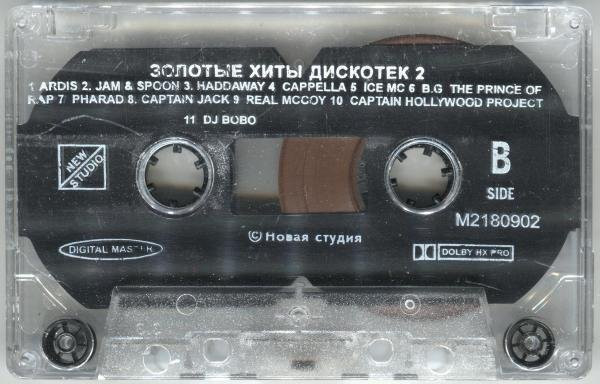 ЗОЛОТЫЕ ХИТЫ ДИСКОТЕК 2
1 ARDIS 2. JAM & SPOON 3. HADDAWAY 4 CAPPELLA 5 ICE MC 6 B.G THE PRINCE OF
RAP 7 PHARAD 8. CAPTAIN JACK 9 REAL MCCOY 10 CAPTAIN HOLLYWOOD PROJECT
11 DJ BOBO
NEW
STUDIO
B
SIDE
M2180902
© Новая студия
DIGITAL MASTER
DOLBY HX PRO